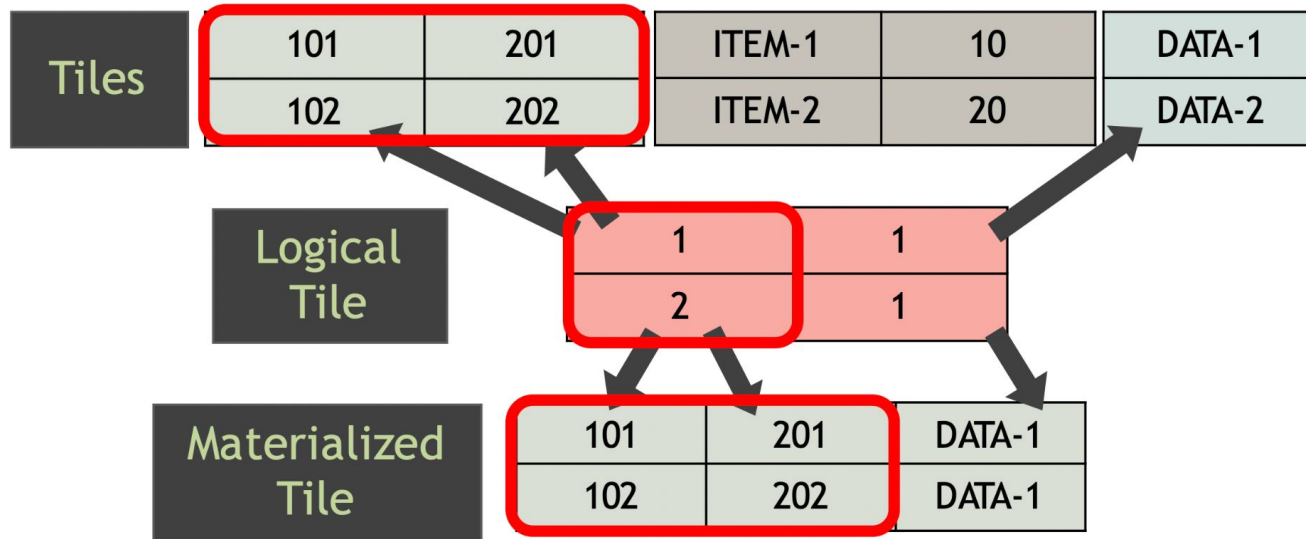 Tiles
101 201 ITEM-1 10 DATA-1
102 202 ITEM-2 20 DATA-2
Logical
Tile
1 1
2 1
Materialized
Tile
101 201 DATA-1
102 202 DATA-1